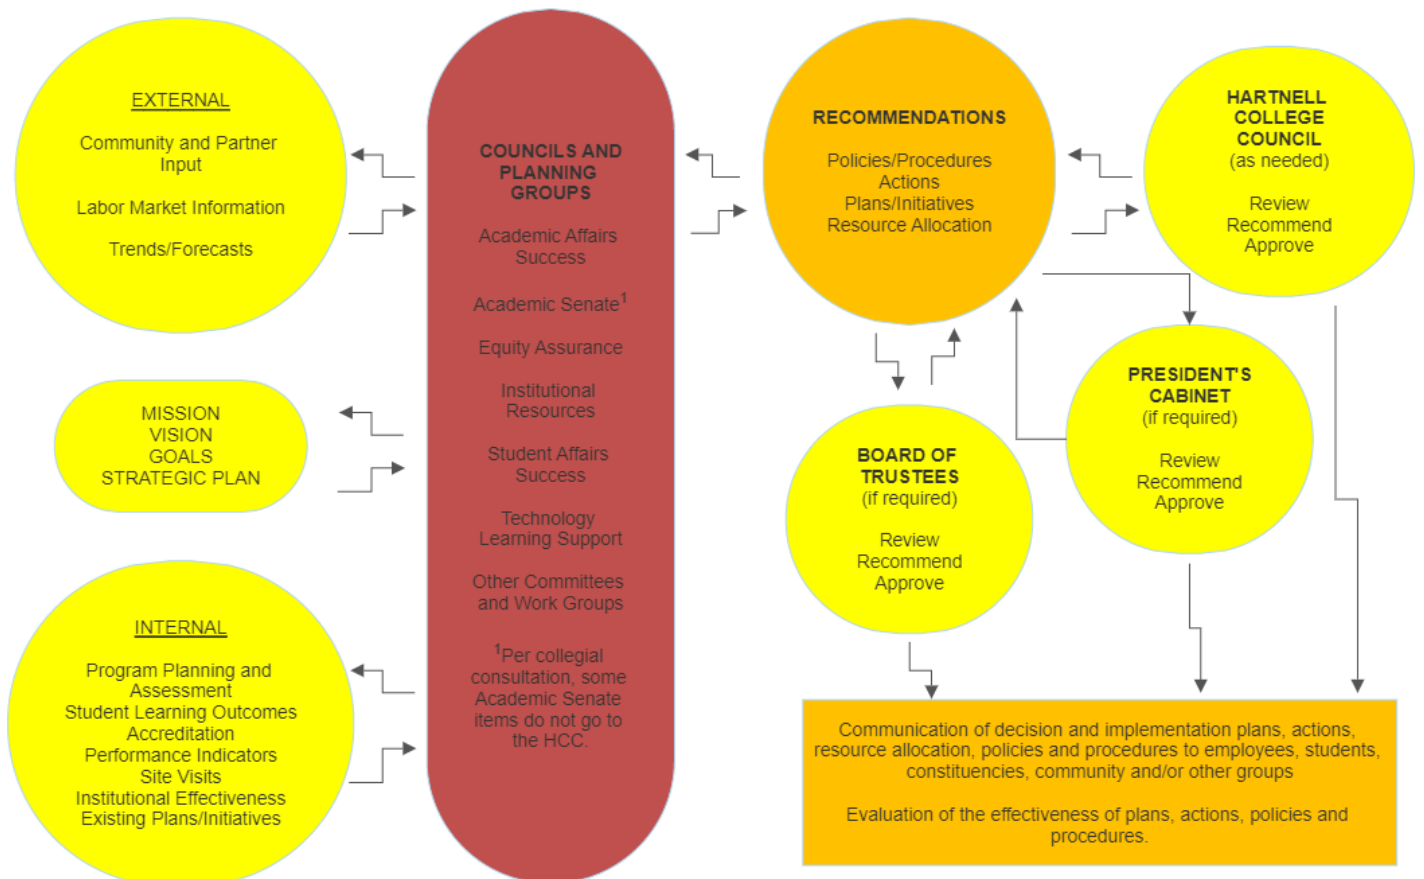 EXTERNAL
Community and Partner
Input
Labor Market Information
Trends/Forecasts
MISSION
VISION
GOALS
STRATEGIC PLAN
INTERNAL
Program Planning and
Assessment
Student Learning Outcomes
Accreditation
Performance Indicators
Site Visits
Institutional Effectiveness
Existing Plans/Initiatives
COUNCILS AND
PLANNING
GROUPS
Academic Affairs
Success
Academic Senate¹
Equity Assurance
Institutional
Resources
Student Affairs
Success
Technology
Learning Support
Other Committees
and Work Groups
¹Per collegial
consultation, some
Academic Senate
items do not go to
the HCC.
RECOMMENDATIONS
Policies/Procedures
Actions
Plans/Initiatives
Resource Allocation
HARTNELL
COLLEGE
COUNCIL
(as needed)
Review
Recommend
Approve
PRESIDENT'S
CABINET
(if required)
Review
Recommend
Approve
BOARD OF
TRUSTEES
(if required)
Review
Recommend
Approve
Communication of decision and implementation plans, actions,
resource allocation, policies and procedures to employees, students,
constituencies, community and/or other groups
Evaluation of the effectiveness of plans, actions, policies and
procedures.